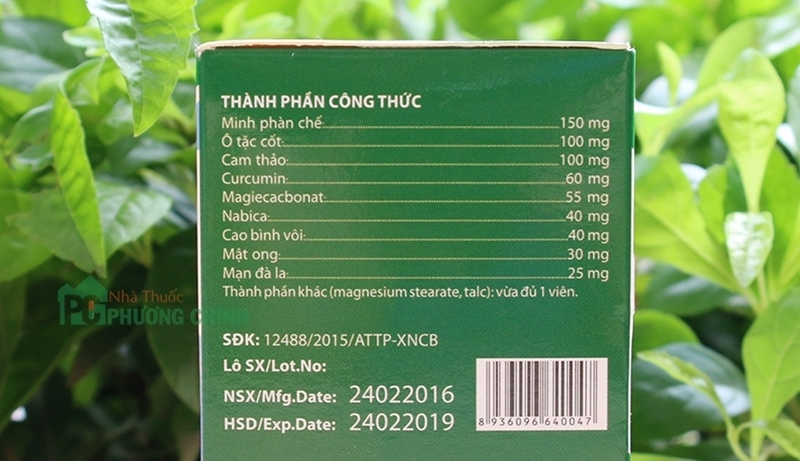 THÀNH PHẦN CÔNG THỨC
Minh phàn chế 150 mg
Ô tặc cốt 100 mg
Cam thảo 100 mg
Curcumin 60 mg
Magiecacbonat 55 mg
Nabica 40 mg
Cao bình vôi 40 mg
Mật ong 30 mg
Mạn đà la 25 mg
Thành phần khác (magnesium stearate, talc): vừa đủ 1 viên.
Nhà Thuốc
PHƯƠNG CHÍNH
SĐK: 12488/2015/ATTP-XNCB
Lô SX/Lot.No:
NSX/Mfg.Date: 24022016
HSD/Exp.Date: 24022019
8 936096 640047